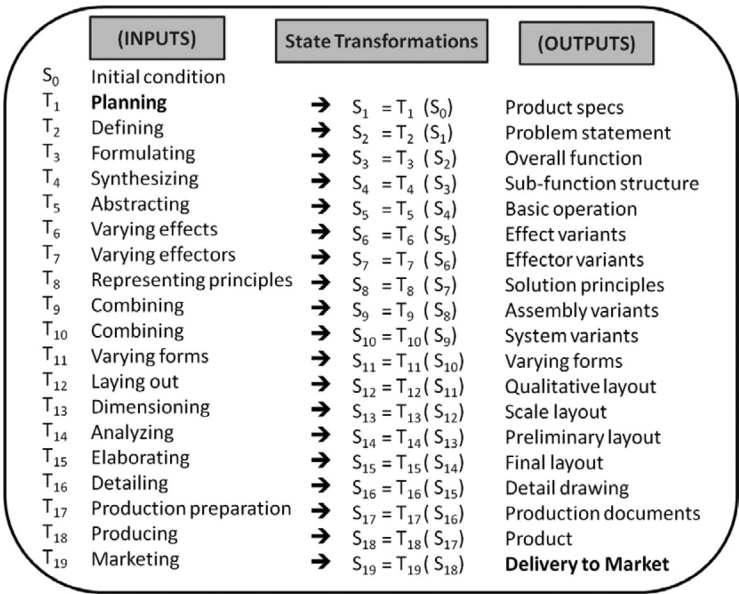 (INPUTS) State Transformations (OUTPUTS)
S₀ Initial condition
T₁ Planning ➔ S₁ = T₁ (S₀) Product specs
T₂ Defining ➔ S₂ = T₂ (S₁) Problem statement
T₃ Formulating ➔ S₃ = T₃ (S₂) Overall function
T₄ Synthesizing ➔ S₄ = T₄ (S₃) Sub-function structure
T₅ Abstracting ➔ S₅ = T₅ (S₄) Basic operation
T₆ Varying effects ➔ S₆ = T₆ (S₅) Effect variants
T₇ Varying effectors ➔ S₇ = T₇ (S₆) Effector variants
T₈ Representing principles ➔ S₈ = T₈ (S₇) Solution principles
T₉ Combining ➔ S₉ = T₉ (S₈) Assembly variants
T₁₀ Combining ➔ S₁₀ = T₁₀ (S₉) System variants
T₁₁ Varying forms ➔ S₁₁ = T₁₁ (S₁₀) Varying forms
T₁₂ Laying out ➔ S₁₂ = T₁₂ (S₁₁) Qualitative layout
T₁₃ Dimensioning ➔ S₁₃ = T₁₃ (S₁₂) Scale layout
T₁₄ Analyzing ➔ S₁₄ = T₁₄ (S₁₃) Preliminary layout
T₁₅ Elaborating ➔ S₁₅ = T₁₅ (S₁₄) Final layout
T₁₆ Detailing ➔ S₁₆ = T₁₆ (S₁₅) Detail drawing
T₁₇ Production preparation ➔ S₁₇ = T₁₇ (S₁₆) Production documents
T₁₈ Producing ➔ S₁₈ = T₁₈ (S₁₇) Product
T₁₉ Marketing ➔ S₁₉ = T₁₉ (S₁₈) Delivery to Market